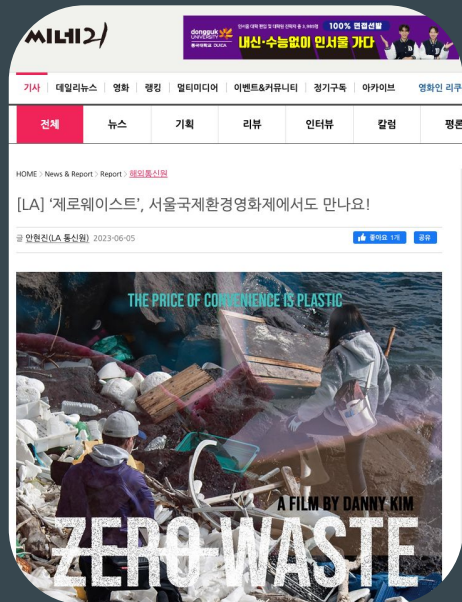 씨네21
dongguk UNIVERSITY
동국대학교 DUICA
100% 면접선발
내신·수능없이 인서울 가다
기사 데일리뉴스 영화 랭킹 멀티미디어 이벤트&커뮤니티 정기구독 아카이브 영화인 리쿠
전체 뉴스 기획 리뷰 인터뷰 칼럼 평론
HOME > News & Report > Report > 해외통신원
[LA] ‘제로웨이스트’, 서울국제환경영화제에서도 만나요!
글 안현진(LA 통신원) 2023-06-05
좋아요 1개 공유
THE PRICE OF CONVENIENCE IS PLASTIC
A FILM BY DANNY KIM
ZERO WASTE